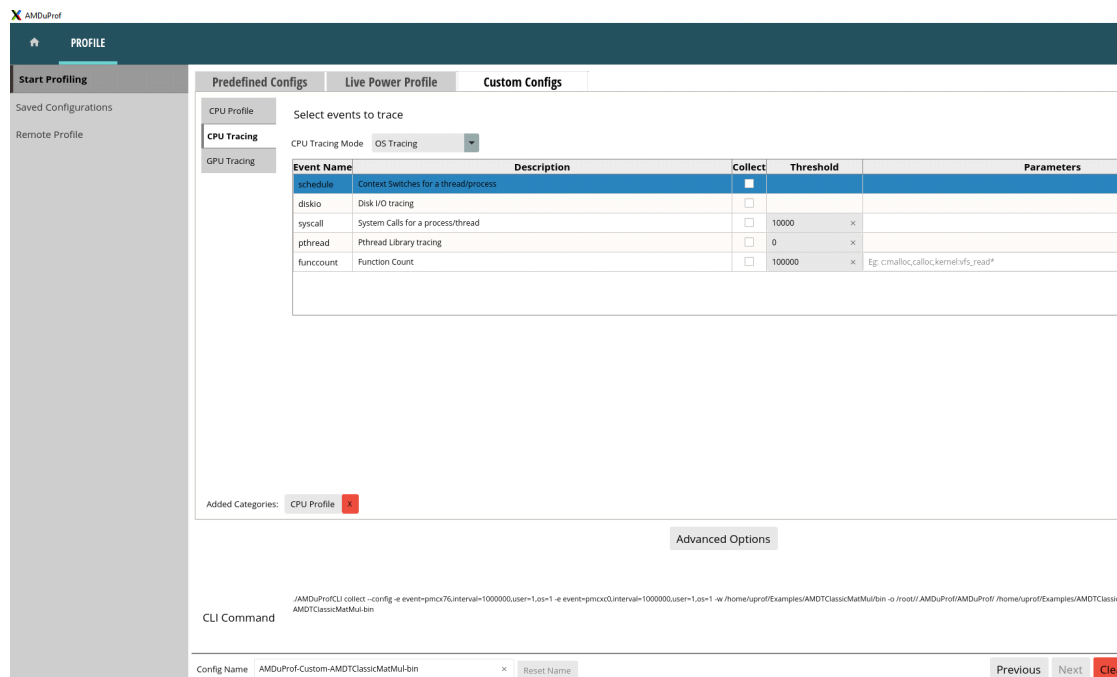 AMDuProf
PROFILE
Start Profiling
Saved Configurations
Remote Profile
Predefined Configs Live Power Profile Custom Configs
CPU Profile
CPU Tracing
GPU Tracing
Select events to trace
CPU Tracing Mode OS Tracing
Event Name Description Collect Threshold Parameters
schedule Context Switches for a thread/process
diskio Disk I/O tracing
syscall System Calls for a process/thread 10000 ×
pthread Pthread Library tracing 0 ×
funccount Function Count 100000 × Eg: c:malloc,calloc,kernel:vfs_read*
Added Categories: CPU Profile X
Advanced Options
CLI Command
./AMDuProfCLI collect --config -e event=pmcx76,interval=1000000,user=1,os=1 -e event=pmcxc0,interval=1000000,user=1,os=1 -w /home/uprof/Examples/AMDTClassicMatMul/bin -o /root//.AMDuProf/AMDuProf/ /home/uprof/Examples/AMDTClassic
AMDTClassicMatMul-bin
Config Name AMDuProf-Custom-AMDTClassicMatMul-bin × Reset Name Previous Next Cle